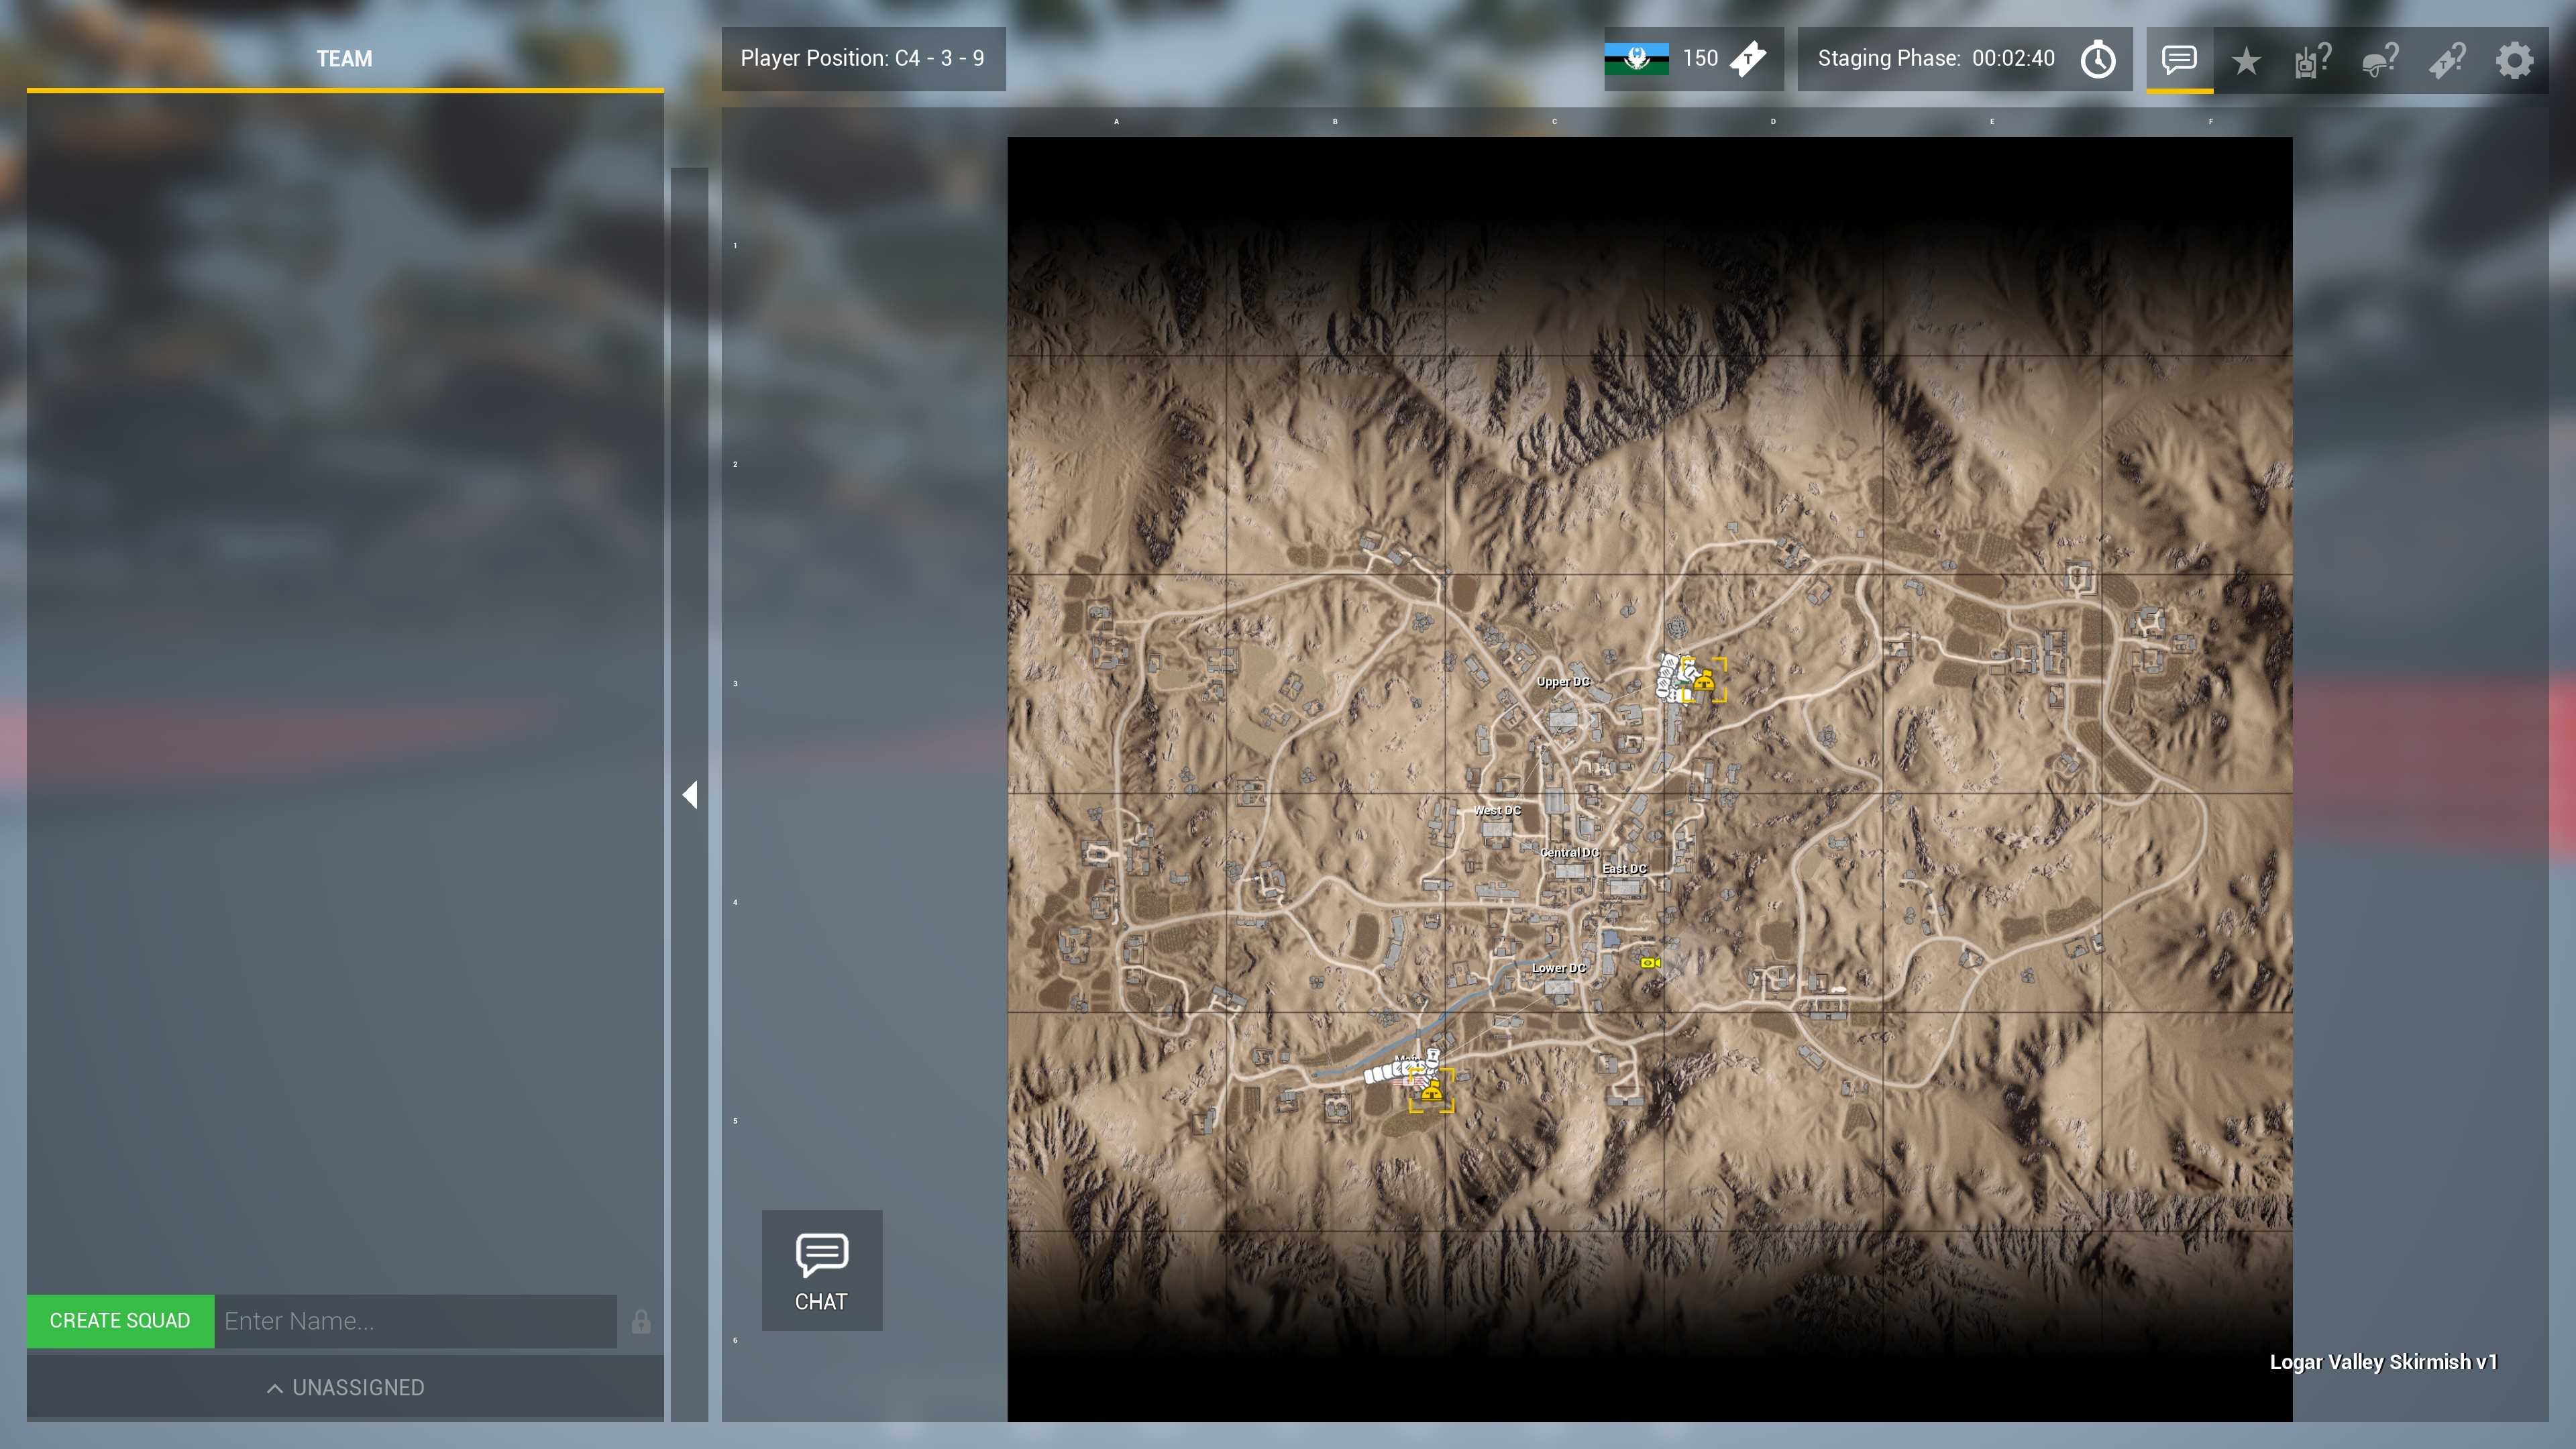 TEAM
Player Position: C4 - 3 - 9
150
Staging Phase: 00:02:40
A B C D E F
1
2
3
Upper DC
West DC
Central DC
East DC
4
Lower DC
Main
5
CHAT
6
CREATE SQUAD Enter Name...
UNASSIGNED
Logar Valley Skirmish v1